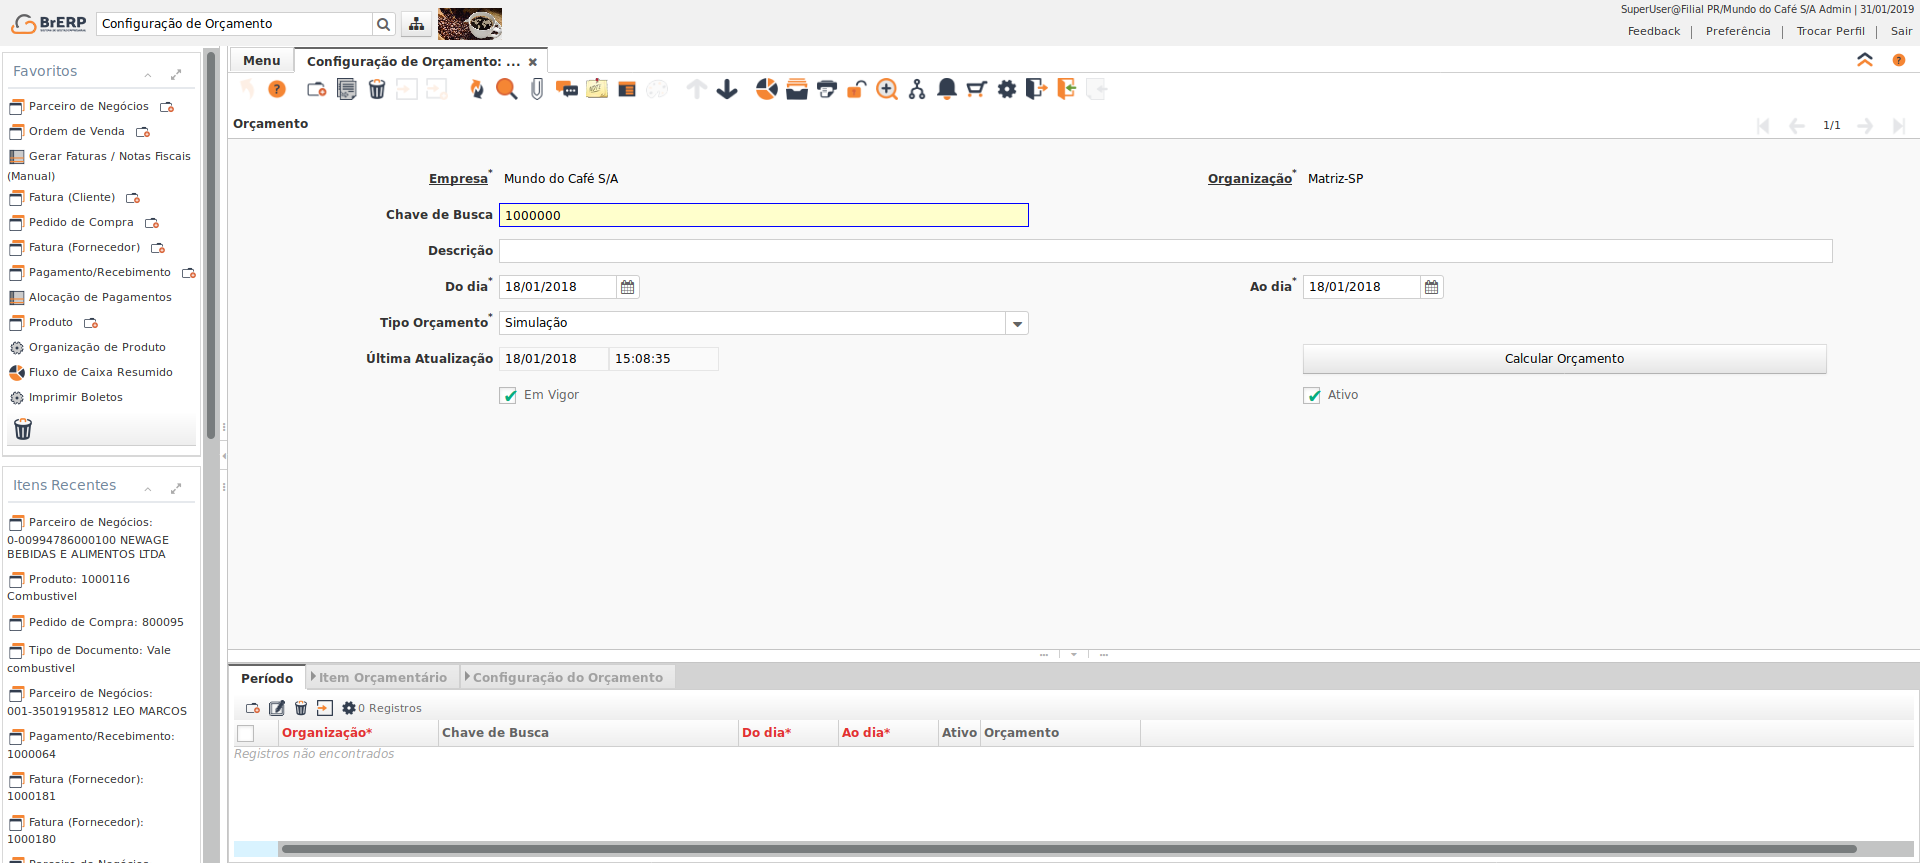 BrERP
Configuração de Orçamento
SuperUser@Filial PR/Mundo do Café S/A Admin | 31/01/2019
Feedback | Preferência | Trocar Perfil | Sair
Favoritos
Parceiro de Negócios
Ordem de Venda
Gerar Faturas / Notas Fiscais
(Manual)
Fatura (Cliente)
Pedido de Compra
Fatura (Fornecedor)
Pagamento/Recebimento
Alocação de Pagamentos
Produto
Organização de Produto
Fluxo de Caixa Resumido
Imprimir Boletos
Itens Recentes
Parceiro de Negócios:
0-00994786000100 NEWAGE
BEBIDAS E ALIMENTOS LTDA
Produto: 1000116
Combustivel
Pedido de Compra: 800095
Tipo de Documento: Vale
combustivel
Parceiro de Negócios:
001-35019195812 LEO MARCOS
Pagamento/Recebimento:
1000064
Fatura (Fornecedor):
1000181
Fatura (Fornecedor):
1000180
Menu
Configuração de Orçamento: ...
Orçamento
1/1
Empresa* Mundo do Café S/A
Organização* Matriz-SP
Chave de Busca 1000000
Descrição
Do dia* 18/01/2018
Ao dia* 18/01/2018
Tipo Orçamento* Simulação
Última Atualização 18/01/2018 15:08:35
Calcular Orçamento
Em Vigor
Ativo
Período
Item Orçamentário
Configuração do Orçamento
0 Registros
Organização* Chave de Busca Do dia* Ao dia* Ativo Orçamento
Registros não encontrados